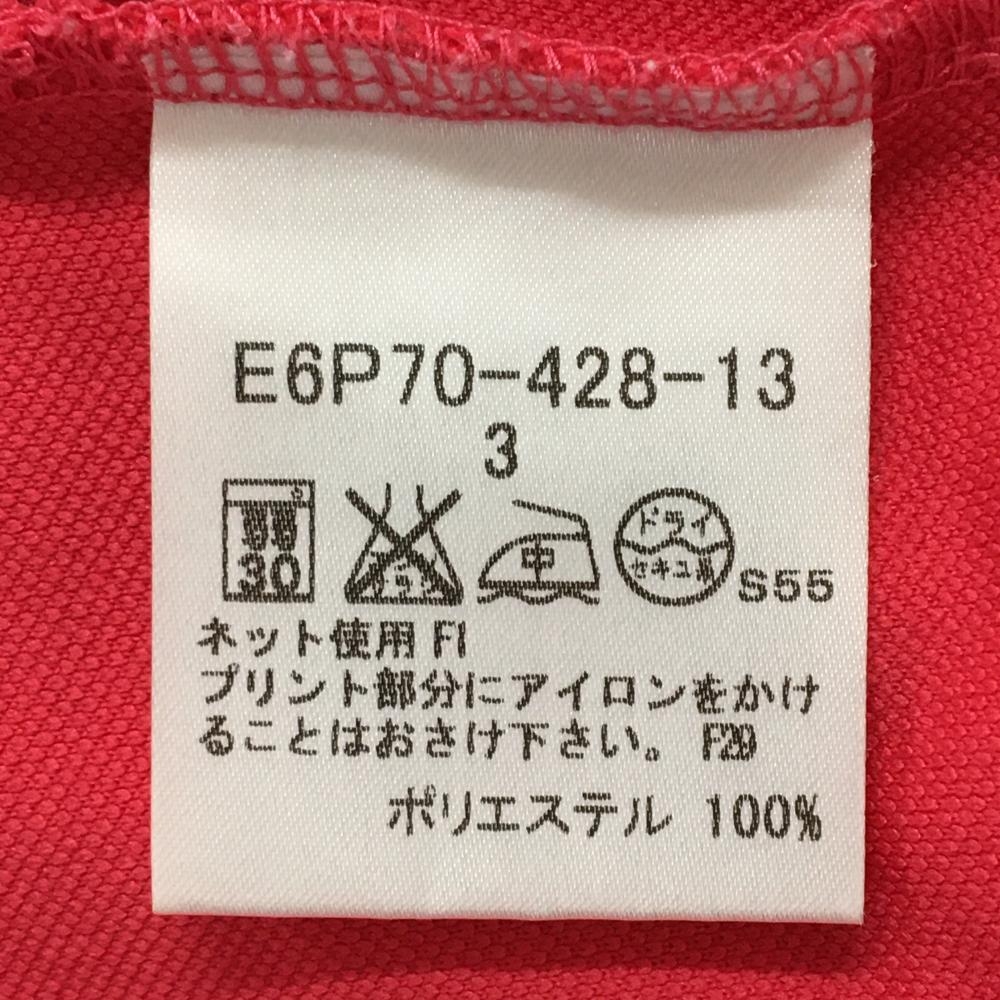 E6P70-428-13
3
30 中 ドライ
セキユ系 S55
ネット使用 F1
プリント部分にアイロンをかけ
ることはおさけ下さい。 F29
ポリエステル 100%